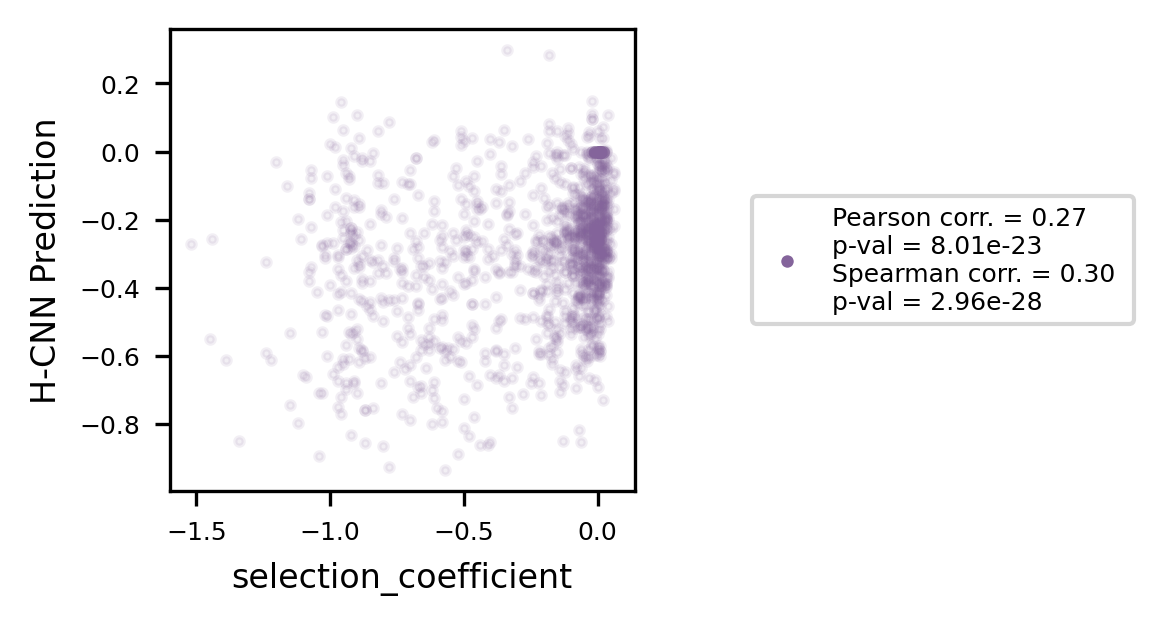 0.2
0.0
−0.2
−0.4
−0.6
−0.8
H-CNN Prediction
−1.5
−1.0
−0.5
0.0
selection_coefficient
Pearson corr. = 0.27
p-val = 8.01e-23
Spearman corr. = 0.30
p-val = 2.96e-28